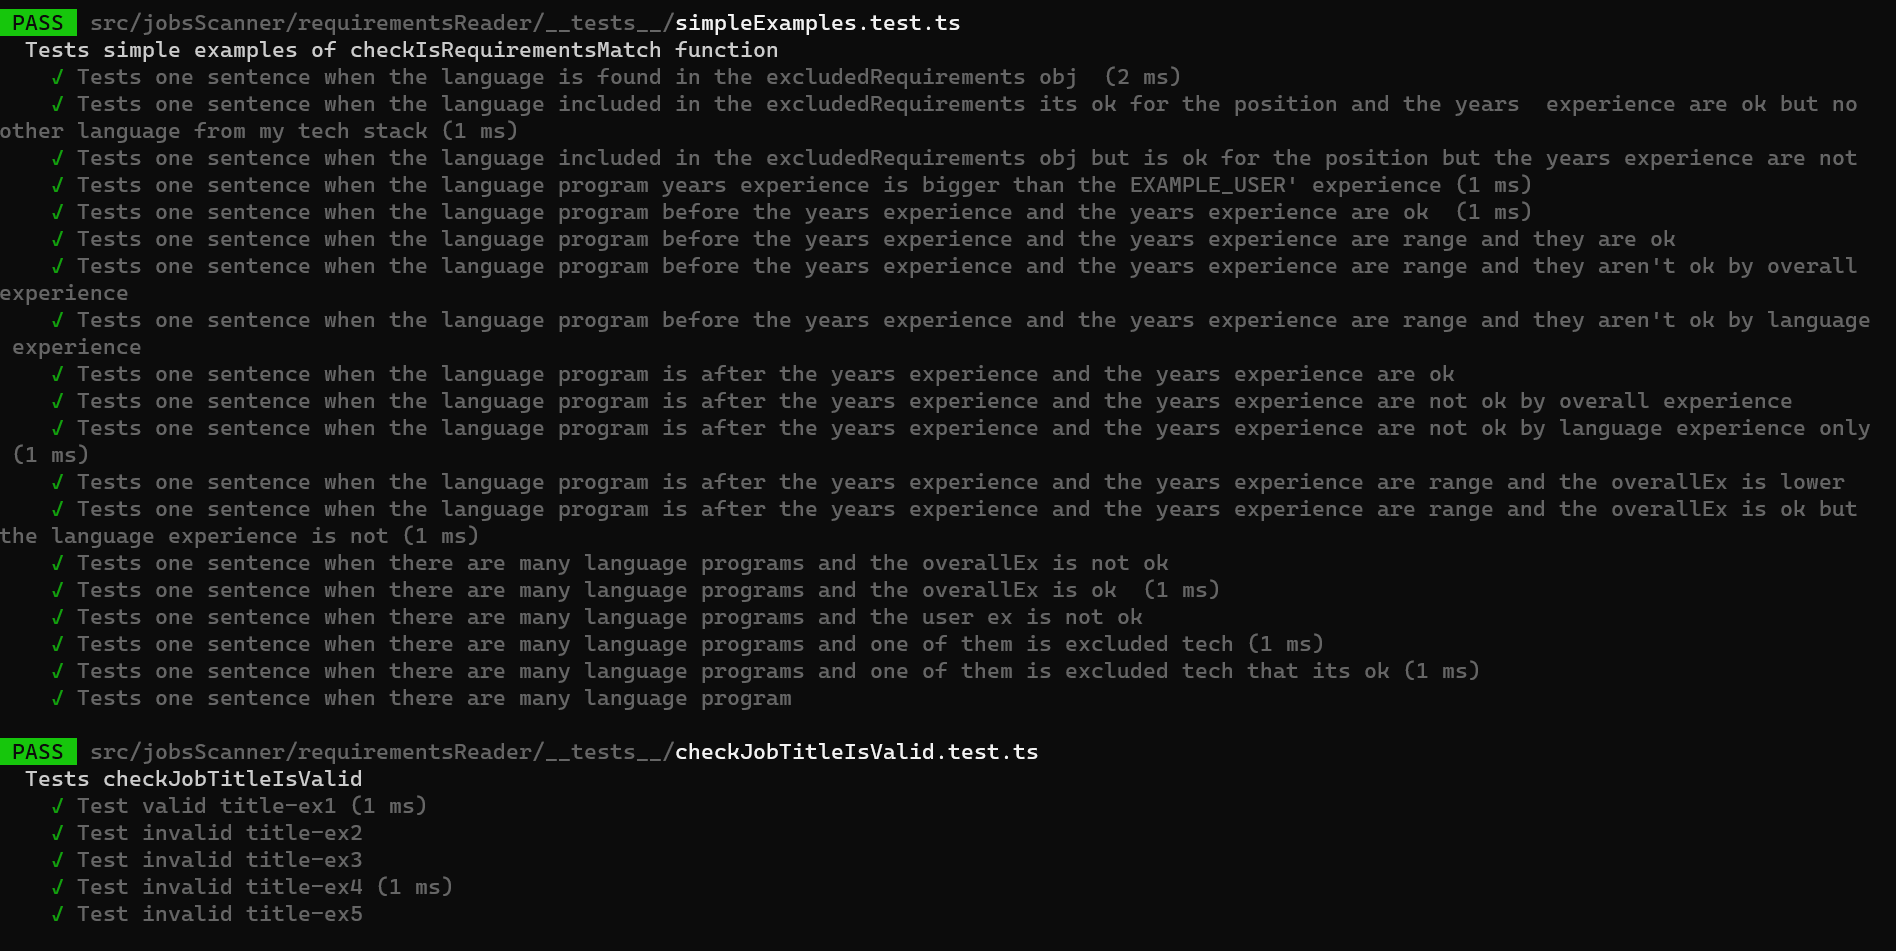 PASS src/jobsScanner/requirementsReader/__tests__/simpleExamples.test.ts
Tests simple examples of checkIsRequirementsMatch function
√ Tests one sentence when the language is found in the excludedRequirements obj  (2 ms)
√ Tests one sentence when the language included in the excludedRequirements its ok for the position and the years  experience are ok but no
other language from my tech stack (1 ms)
√ Tests one sentence when the language included in the excludedRequirements obj but is ok for the position but the years experience are not
√ Tests one sentence when the language program years experience is bigger than the EXAMPLE_USER' experience (1 ms)
√ Tests one sentence when the language program before the years experience and the years experience are ok  (1 ms)
√ Tests one sentence when the language program before the years experience and the years experience are range and they are ok
√ Tests one sentence when the language program before the years experience and the years experience are range and they aren't ok by overall
experience
√ Tests one sentence when the language program before the years experience and the years experience are range and they aren't ok by language
experience
√ Tests one sentence when the language program is after the years experience and the years experience are ok
√ Tests one sentence when the language program is after the years experience and the years experience are not ok by overall experience
√ Tests one sentence when the language program is after the years experience and the years experience are not ok by language experience only
(1 ms)
√ Tests one sentence when the language program is after the years experience and the years experience are range and the overallEx is lower
√ Tests one sentence when the language program is after the years experience and the years experience are range and the overallEx is ok but
the language experience is not (1 ms)
√ Tests one sentence when there are many language programs and the overallEx is not ok
√ Tests one sentence when there are many language programs and the overallEx is ok  (1 ms)
√ Tests one sentence when there are many language programs and the user ex is not ok
√ Tests one sentence when there are many language programs and one of them is excluded tech (1 ms)
√ Tests one sentence when there are many language programs and one of them is excluded tech that its ok (1 ms)
√ Tests one sentence when there are many language program
PASS src/jobsScanner/requirementsReader/__tests__/checkJobTitleIsValid.test.ts
Tests checkJobTitleIsValid
√ Test valid title-ex1 (1 ms)
√ Test invalid title-ex2
√ Test invalid title-ex3
√ Test invalid title-ex4 (1 ms)
√ Test invalid title-ex5